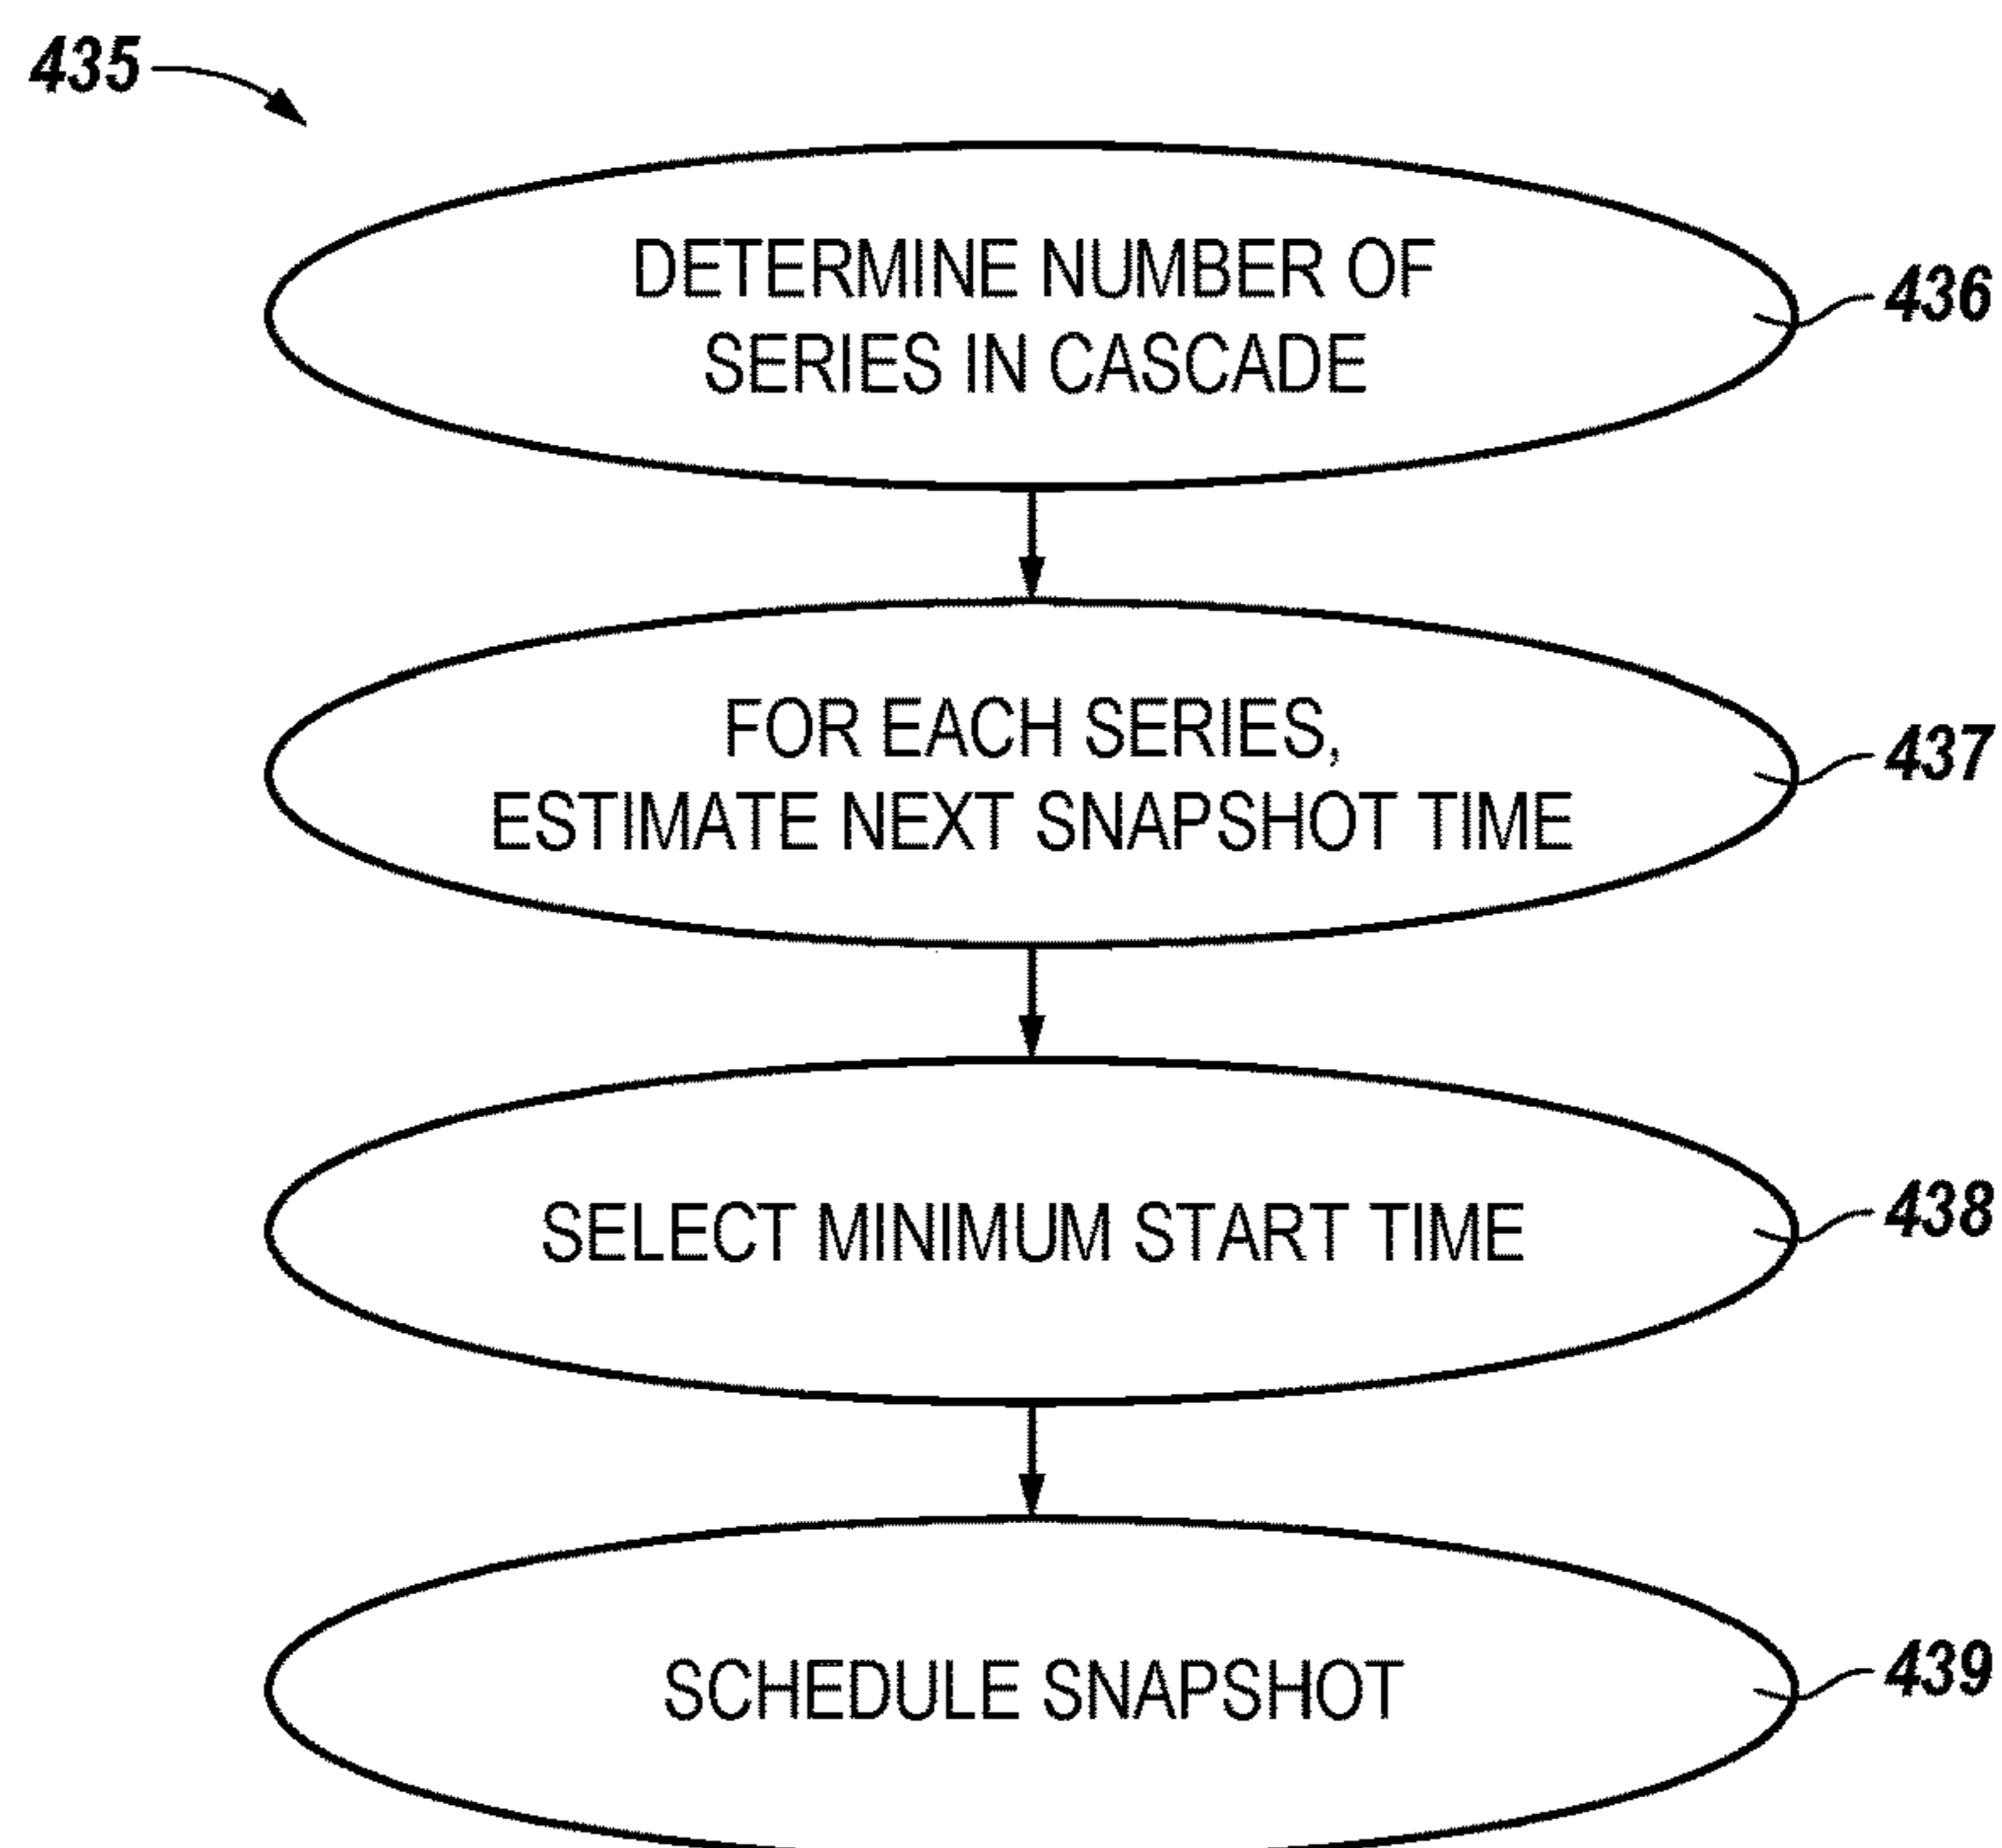 435
DETERMINE NUMBER OF
SERIES IN CASCADE
436
FOR EACH SERIES,
ESTIMATE NEXT SNAPSHOT TIME
437
SELECT MINIMUM START TIME
438
SCHEDULE SNAPSHOT
439